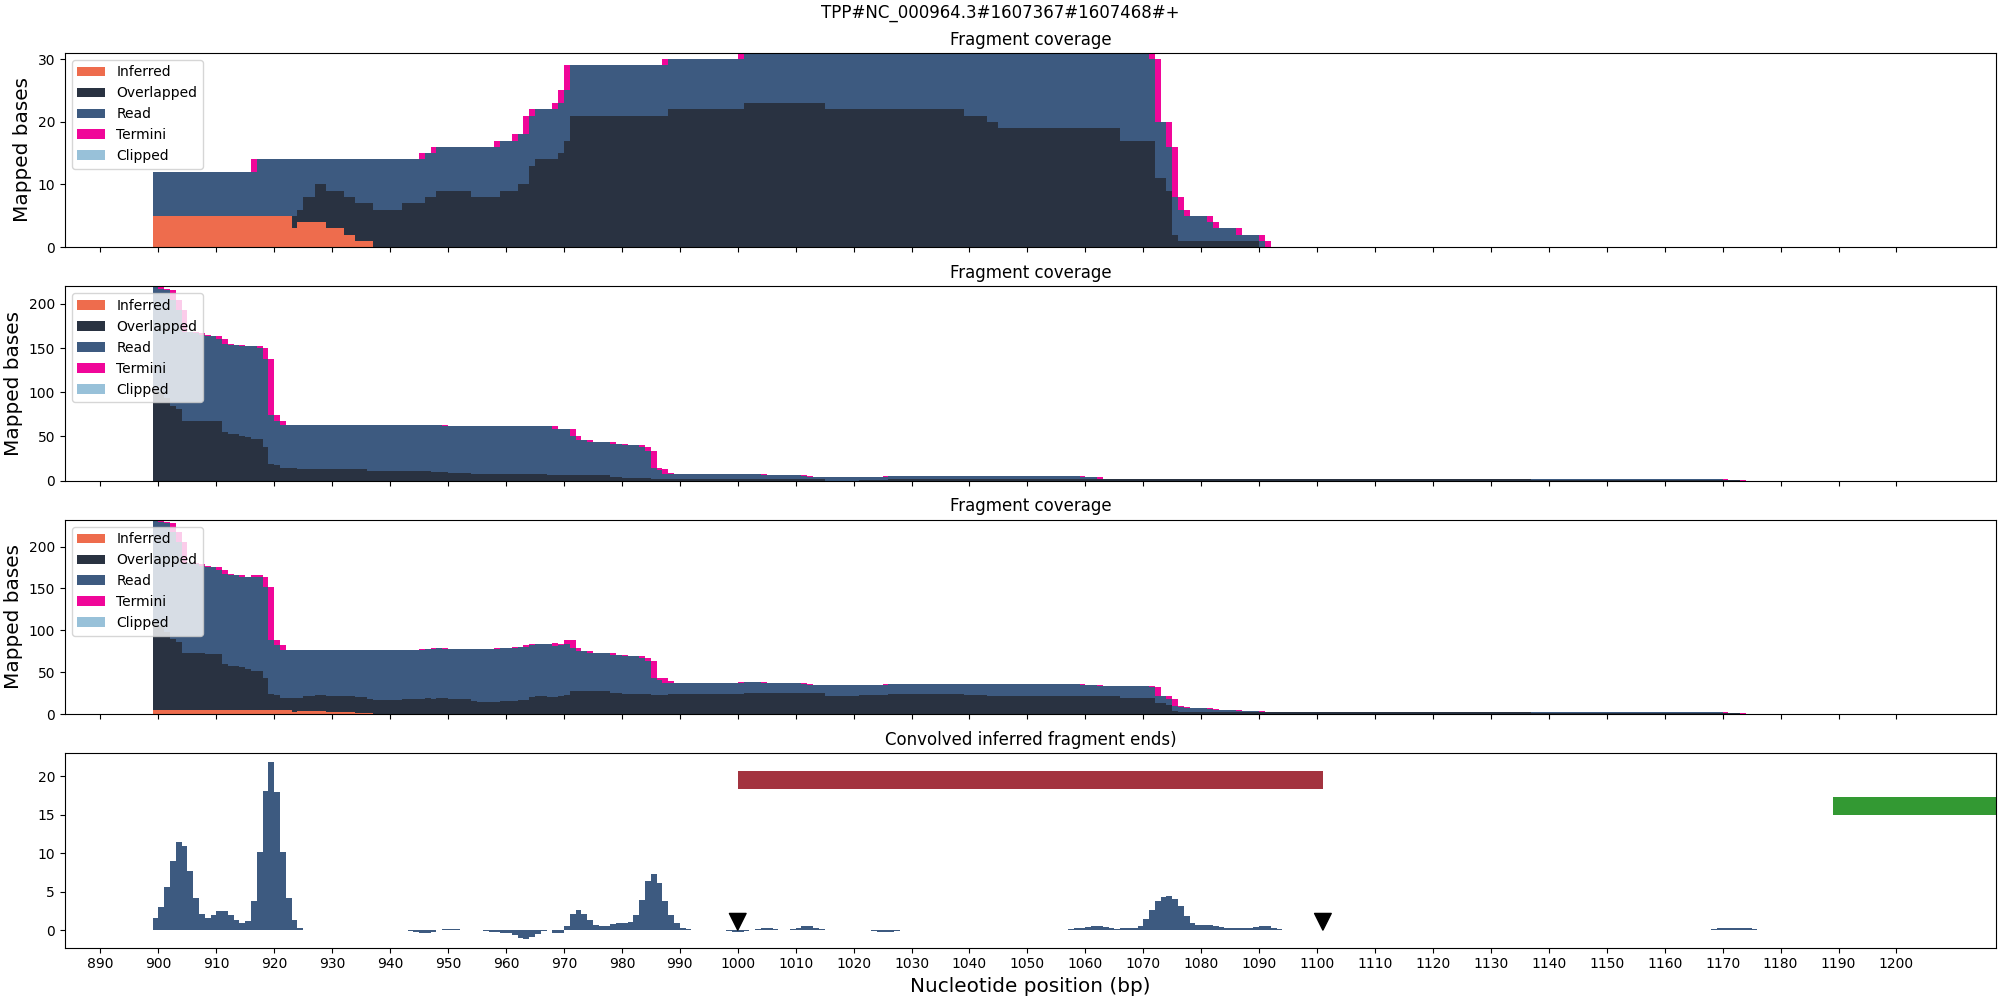 TPP#NC_000964.3#1607367#1607468#+
Fragment coverage
Mapped bases
30
20
10
0
Inferred
Overlapped
Read
Termini
Clipped
Fragment coverage
Mapped bases
200
150
100
50
0
Inferred
Overlapped
Read
Termini
Clipped
Fragment coverage
Mapped bases
200
150
100
50
0
Inferred
Overlapped
Read
Termini
Clipped
Convolved inferred fragment ends)
20
15
10
5
0
890 900 910 920 930 940 950 960 970 980 990 1000 1010 1020 1030 1040 1050 1060 1070 1080 1090 1100 1110 1120 1130 1140 1150 1160 1170 1180 1190 1200
Nucleotide position (bp)